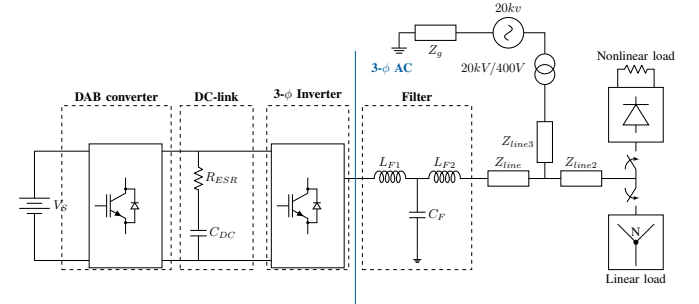 20kv
Z_g
3-ϕ AC
20kV/400V
Nonlinear load
DAB converter
DC-link
3-ϕ Inverter
Filter
Z_line3
L_F1
L_F2
Z_line
Z_line2
R_ESR
V_S
C_DC
C_F
N
Linear load